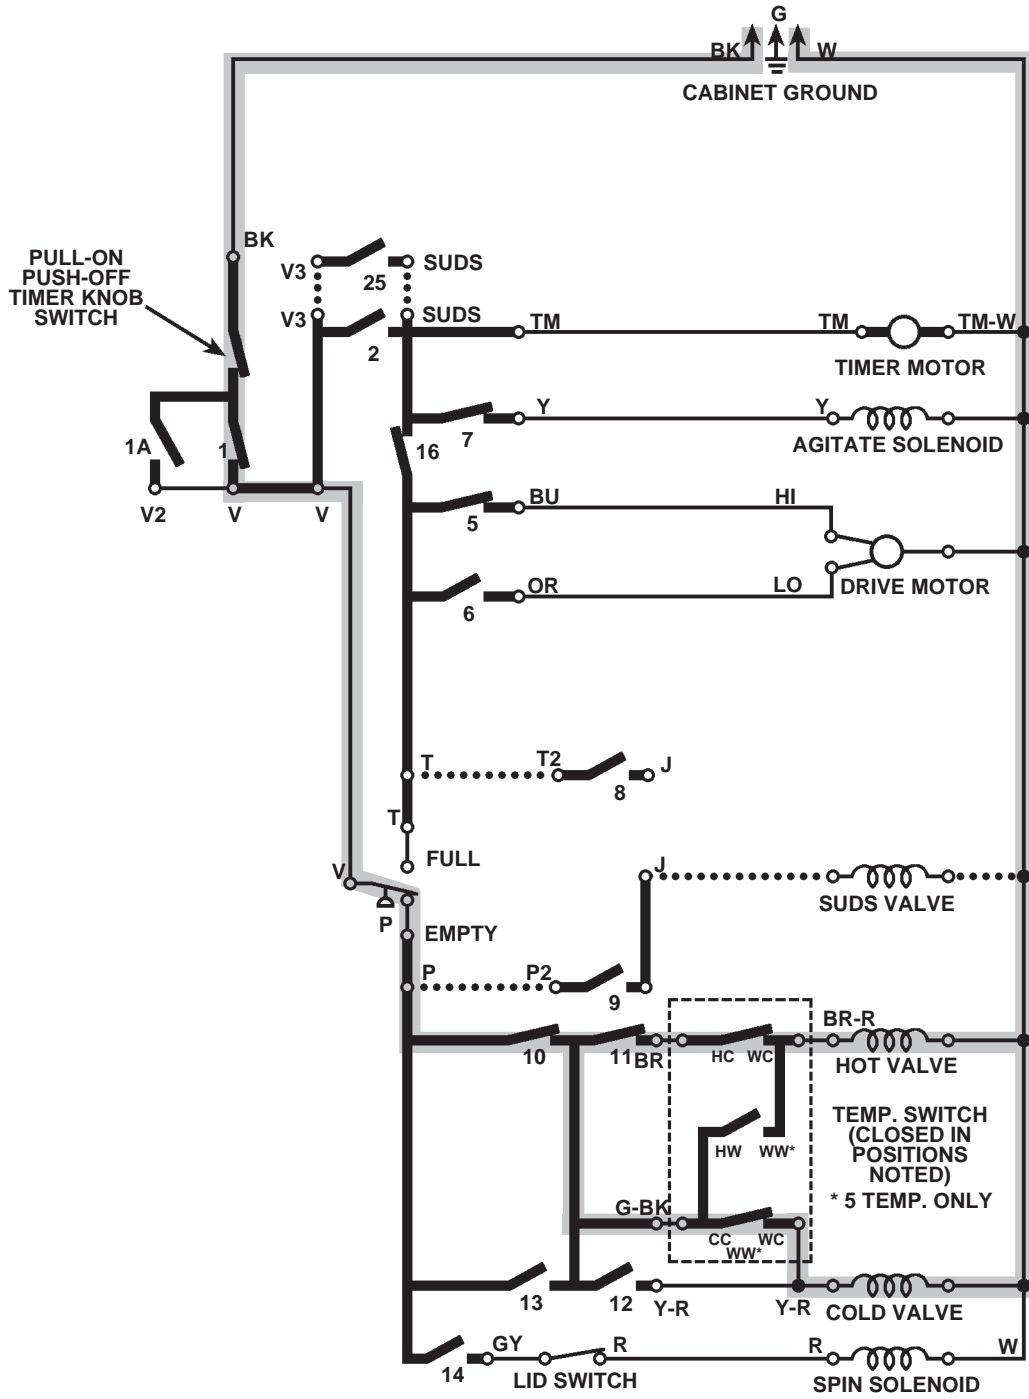 G
BK
W
CABINET GROUND
BK
PULL-ON
PUSH-OFF
TIMER KNOB
SWITCH
V3
25
SUDS
V3
2
SUDS
TM
TM
TM-W
TIMER MOTOR
1A
1
16
7
Y
Y
AGITATE SOLENOID
V2
V
V
5
BU
HI
6
OR
LO
DRIVE MOTOR
T
T2
8
J
T
FULL
V
P
EMPTY
J
SUDS VALVE
P
P2
9
10
11
BR
HC
WC
BR-R
HOT VALVE
HW
WW*
TEMP. SWITCH
(CLOSED IN
POSITIONS
NOTED)
* 5 TEMP. ONLY
G-BK
CC
WC
WW*
13
12
Y-R
Y-R
COLD VALVE
14
GY
R
LID SWITCH
R
W
SPIN SOLENOID